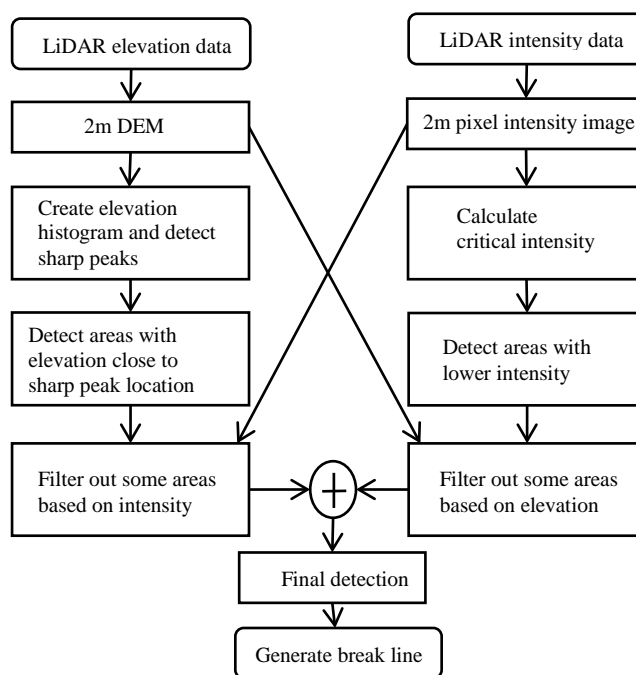 LiDAR elevation data
LiDAR intensity data
2m DEM
2m pixel intensity image
Create elevation
histogram and detect
sharp peaks
Calculate
critical intensity
Detect areas with
elevation close to
sharp peak location
Detect areas with
lower intensity
Filter out some areas
based on intensity
Filter out some areas
based on elevation
Final detection
Generate break line